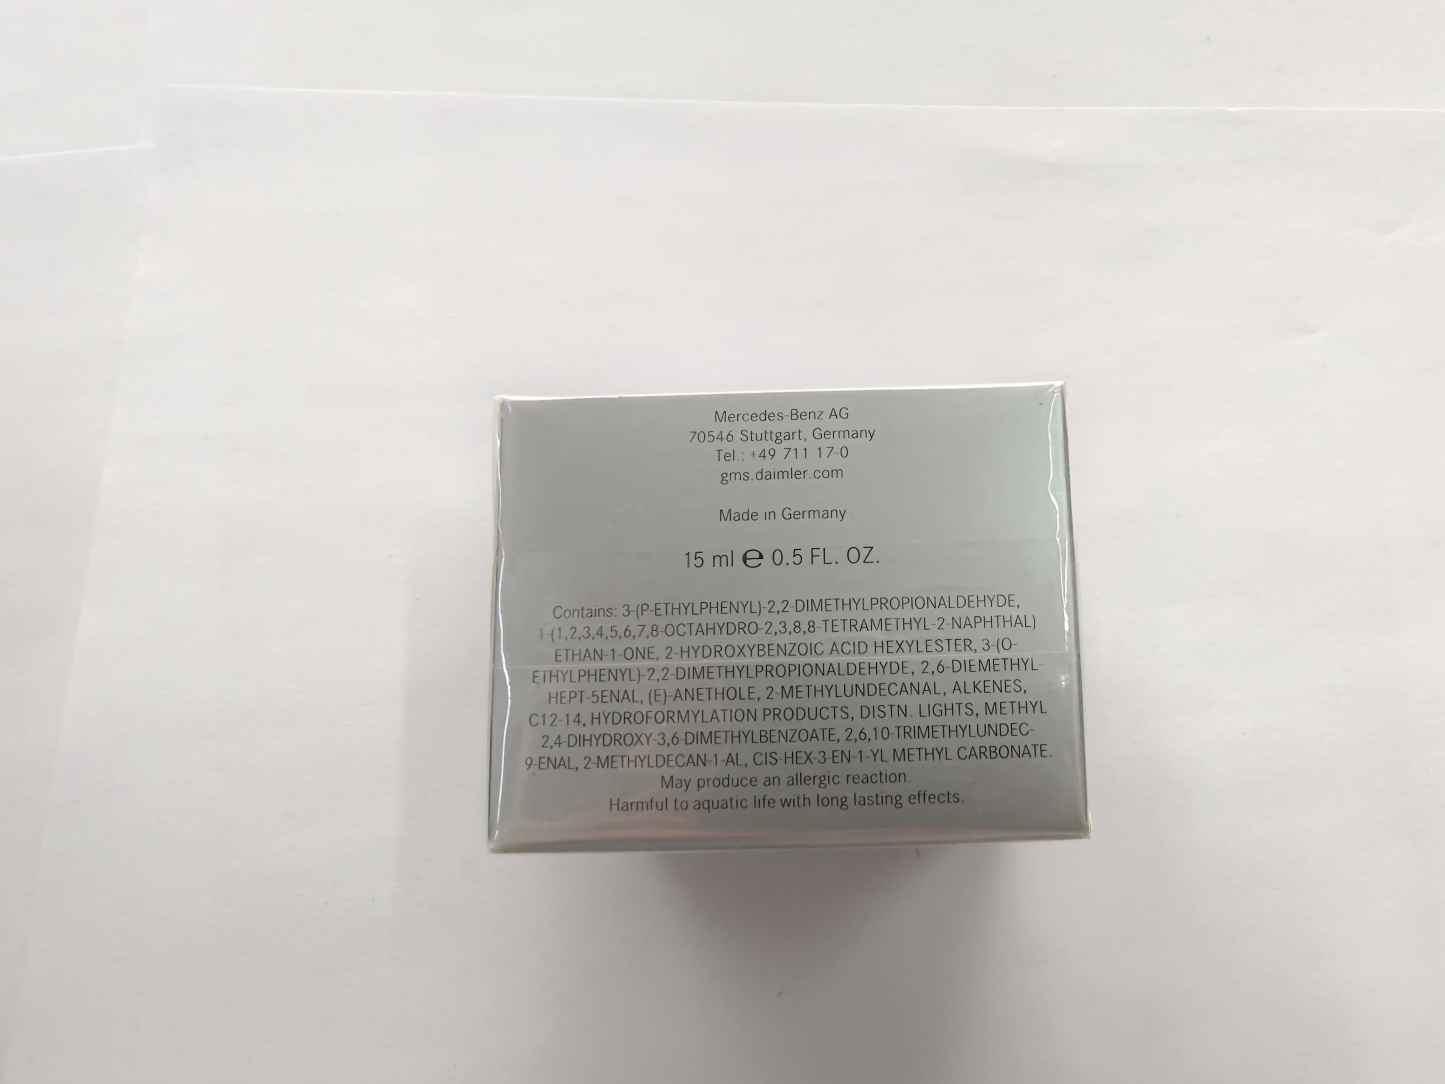 Mercedes-Benz AG
70546 Stuttgart, Germany
Tel.: +49 711 17-0
gms.daimler.com
Made in Germany
15 ml ℮ 0.5 FL. OZ.
Contains: 3-(P-ETHYLPHENYL)-2,2-DIMETHYLPROPIONALDEHYDE,
1-(1,2,3,4,5,6,7,8-OCTAHYDRO-2,3,8,8-TETRAMETHYL-2-NAPHTHAL)
ETHAN-1-ONE, 2-HYDROXYBENZOIC ACID HEXYLESTER, 3-(O-
ETHYLPHENYL)-2,2-DIMETHYLPROPIONALDEHYDE, 2,6-DIEMETHYL-
HEPT-5ENAL, (E)-ANETHOLE, 2-METHYLUNDECANAL, ALKENES,
C12-14, HYDROFORMYLATION PRODUCTS, DISTN. LIGHTS, METHYL
2,4-DIHYDROXY-3,6-DIMETHYLBENZOATE, 2,6,10-TRIMETHYLUNDEC-
9-ENAL, 2-METHYLDECAN-1-AL, CIS-HEX-3-EN-1-YL METHYL CARBONATE.
May produce an allergic reaction.
Harmful to aquatic life with long lasting effects.